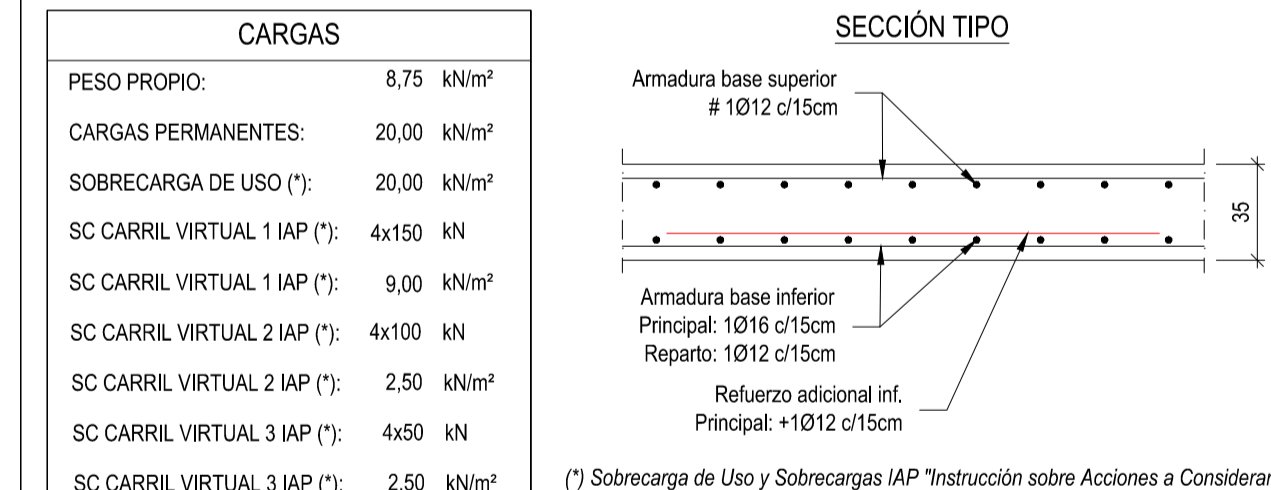 CARGAS
PESO PROPIO: 8,75 kN/m²
CARGAS PERMANENTES: 20,00 kN/m²
SOBRECARGA DE USO (*): 20,00 kN/m²
SC CARRIL VIRTUAL 1 IAP (*): 4x150 kN
SC CARRIL VIRTUAL 1 IAP (*): 9,00 kN/m²
SC CARRIL VIRTUAL 2 IAP (*): 4x100 kN
SC CARRIL VIRTUAL 2 IAP (*): 2,50 kN/m²
SC CARRIL VIRTUAL 3 IAP (*): 4x50 kN
SC CARRIL VIRTUAL 3 IAP (*): 2,50 kN/m²
SECCIÓN TIPO
Armadura base superior
# 1Ø12 c/15cm
35
Armadura base inferior
Principal: 1Ø16 c/15cm
Reparto: 1Ø12 c/15cm
Refuerzo adicional inf.
Principal: +1Ø12 c/15cm
(*) Sobrecarga de Uso y Sobrecargas IAP "Instrucción sobre Acciones a Considerar